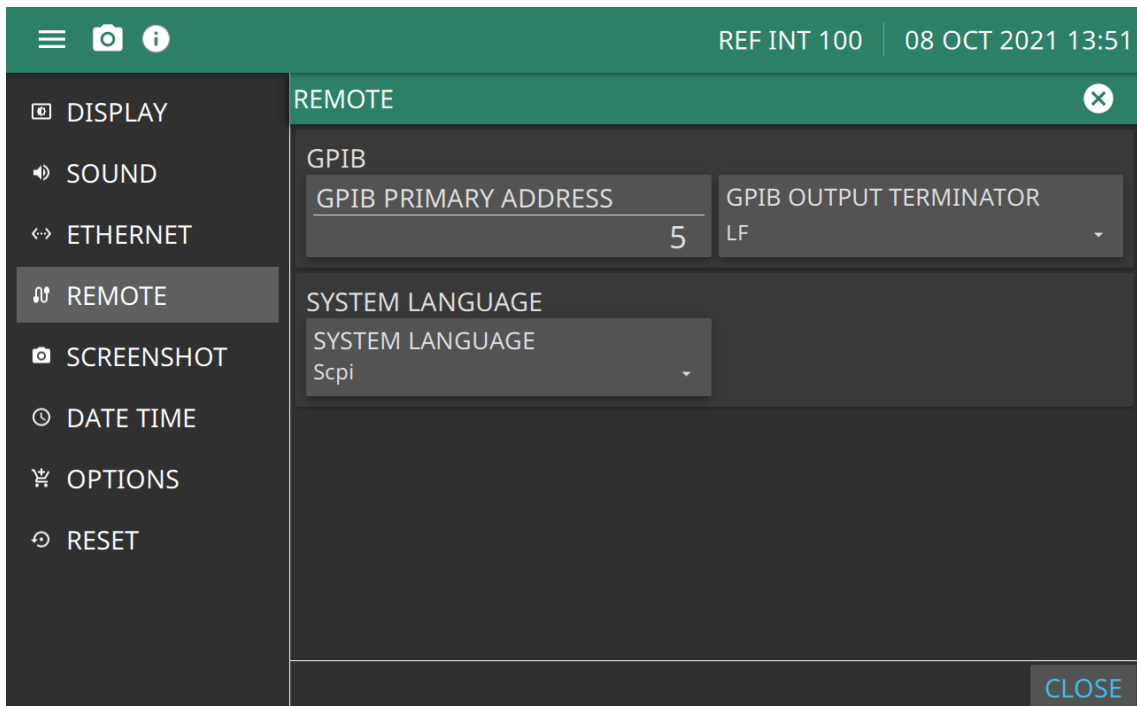 REF INT 100 08 OCT 2021 13:51
DISPLAY
SOUND
ETHERNET
REMOTE
SCREENSHOT
DATE TIME
OPTIONS
RESET
REMOTE
GPIB
GPIB PRIMARY ADDRESS
5
GPIB OUTPUT TERMINATOR
LF
SYSTEM LANGUAGE
SYSTEM LANGUAGE
Scpi
CLOSE